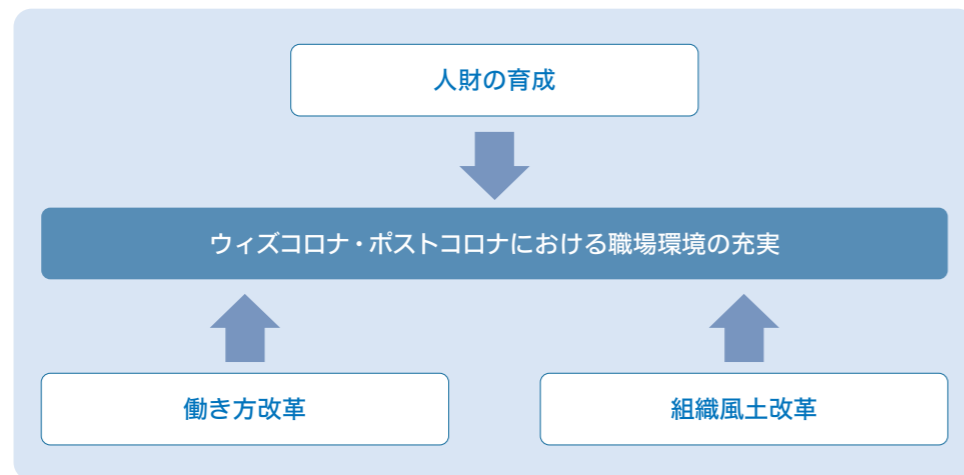 人財の育成
ウィズコロナ・ポストコロナにおける職場環境の充実
働き方改革
組織風土改革